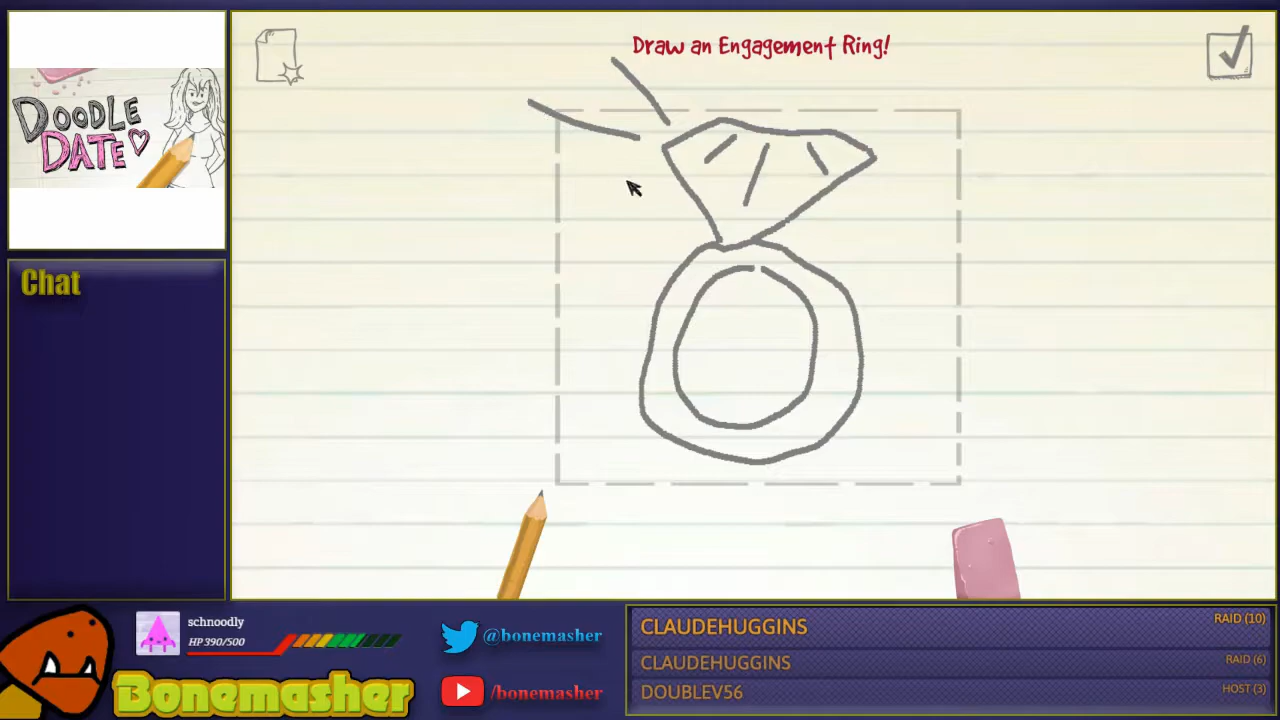 Draw an Engagement Ring!
DOODLE
DATE
Chat
schnoodly
HP 390/500
Bonemasher
@bonemasher
/bonemasher
CLAUDEHUGGINS RAID (10)
CLAUDEHUGGINS RAID (6)
DOUBLEV56 HOST (3)